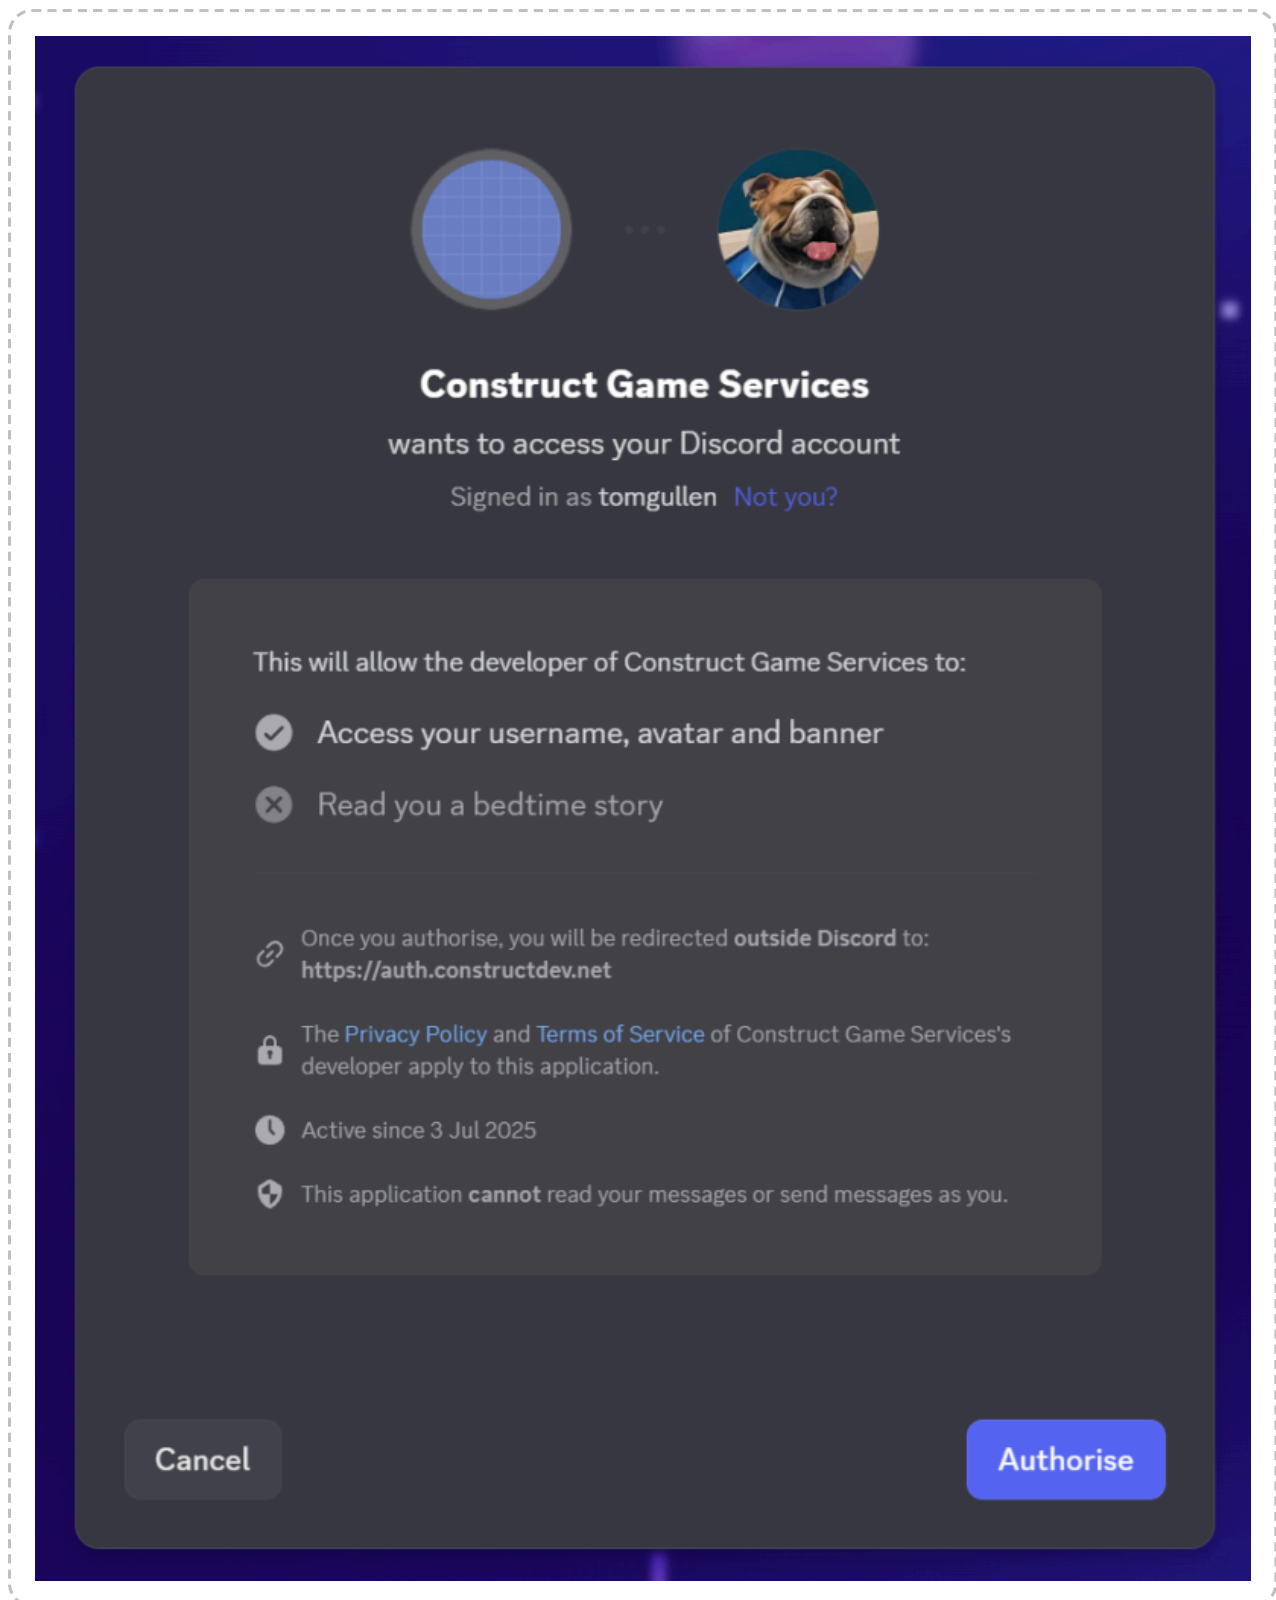 Construct Game Services
wants to access your Discord account
Signed in as tomgullen Not you?
This will allow the developer of Construct Game Services to:
Access your username, avatar and banner
Read you a bedtime story
Once you authorise, you will be redirected outside Discord to:
https://auth.constructdev.net
The Privacy Policy and Terms of Service of Construct Game Services's
developer apply to this application.
Active since 3 Jul 2025
This application cannot read your messages or send messages as you.
Cancel
Authorise